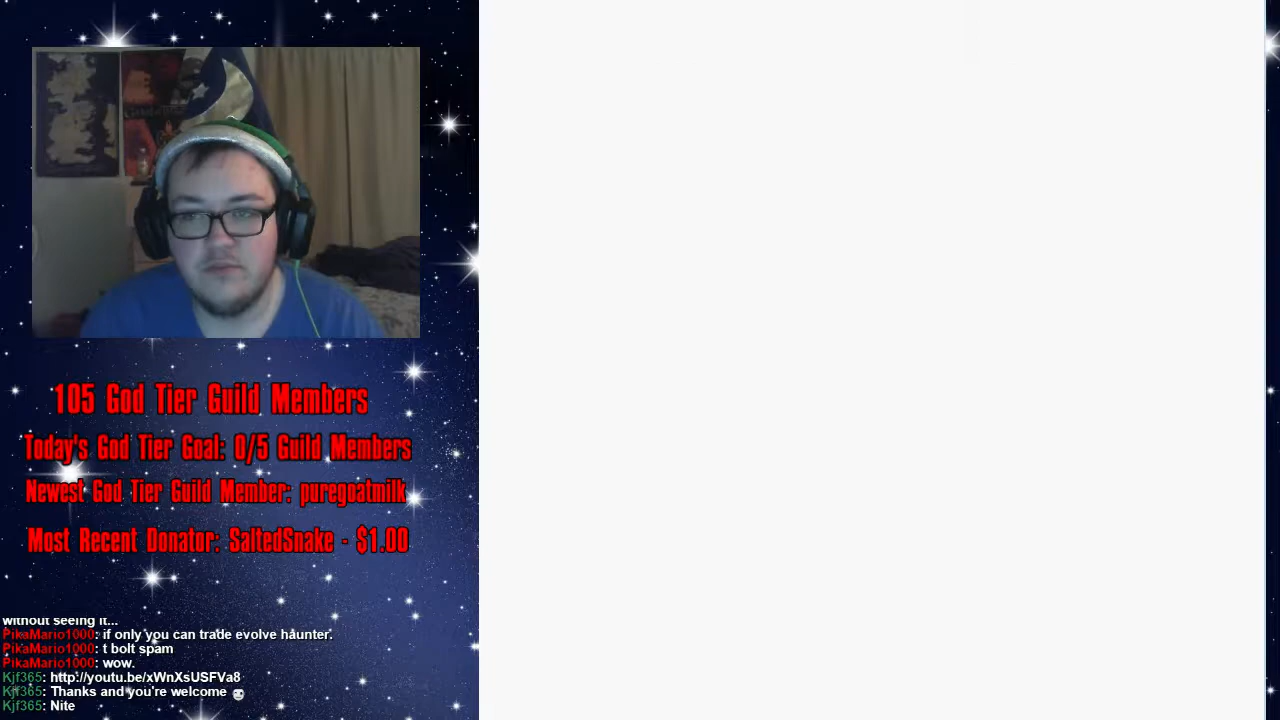 105 God Tier Guild Members
Today's God Tier Goal: 0/5 Guild Members
Newest God Tier Guild Member: puregoatmilk
Most Recent Donator: SaltedSnake - $1.00
without seeing it...
PikaMario1000: if only you can trade evolve haunter.
PikaMario1000: t bolt spam
PikaMario1000: wow.
Kjf365: http://youtu.be/xWnXsUSFVa8
Kjf365: Thanks and you're welcome
Kjf365: Nite